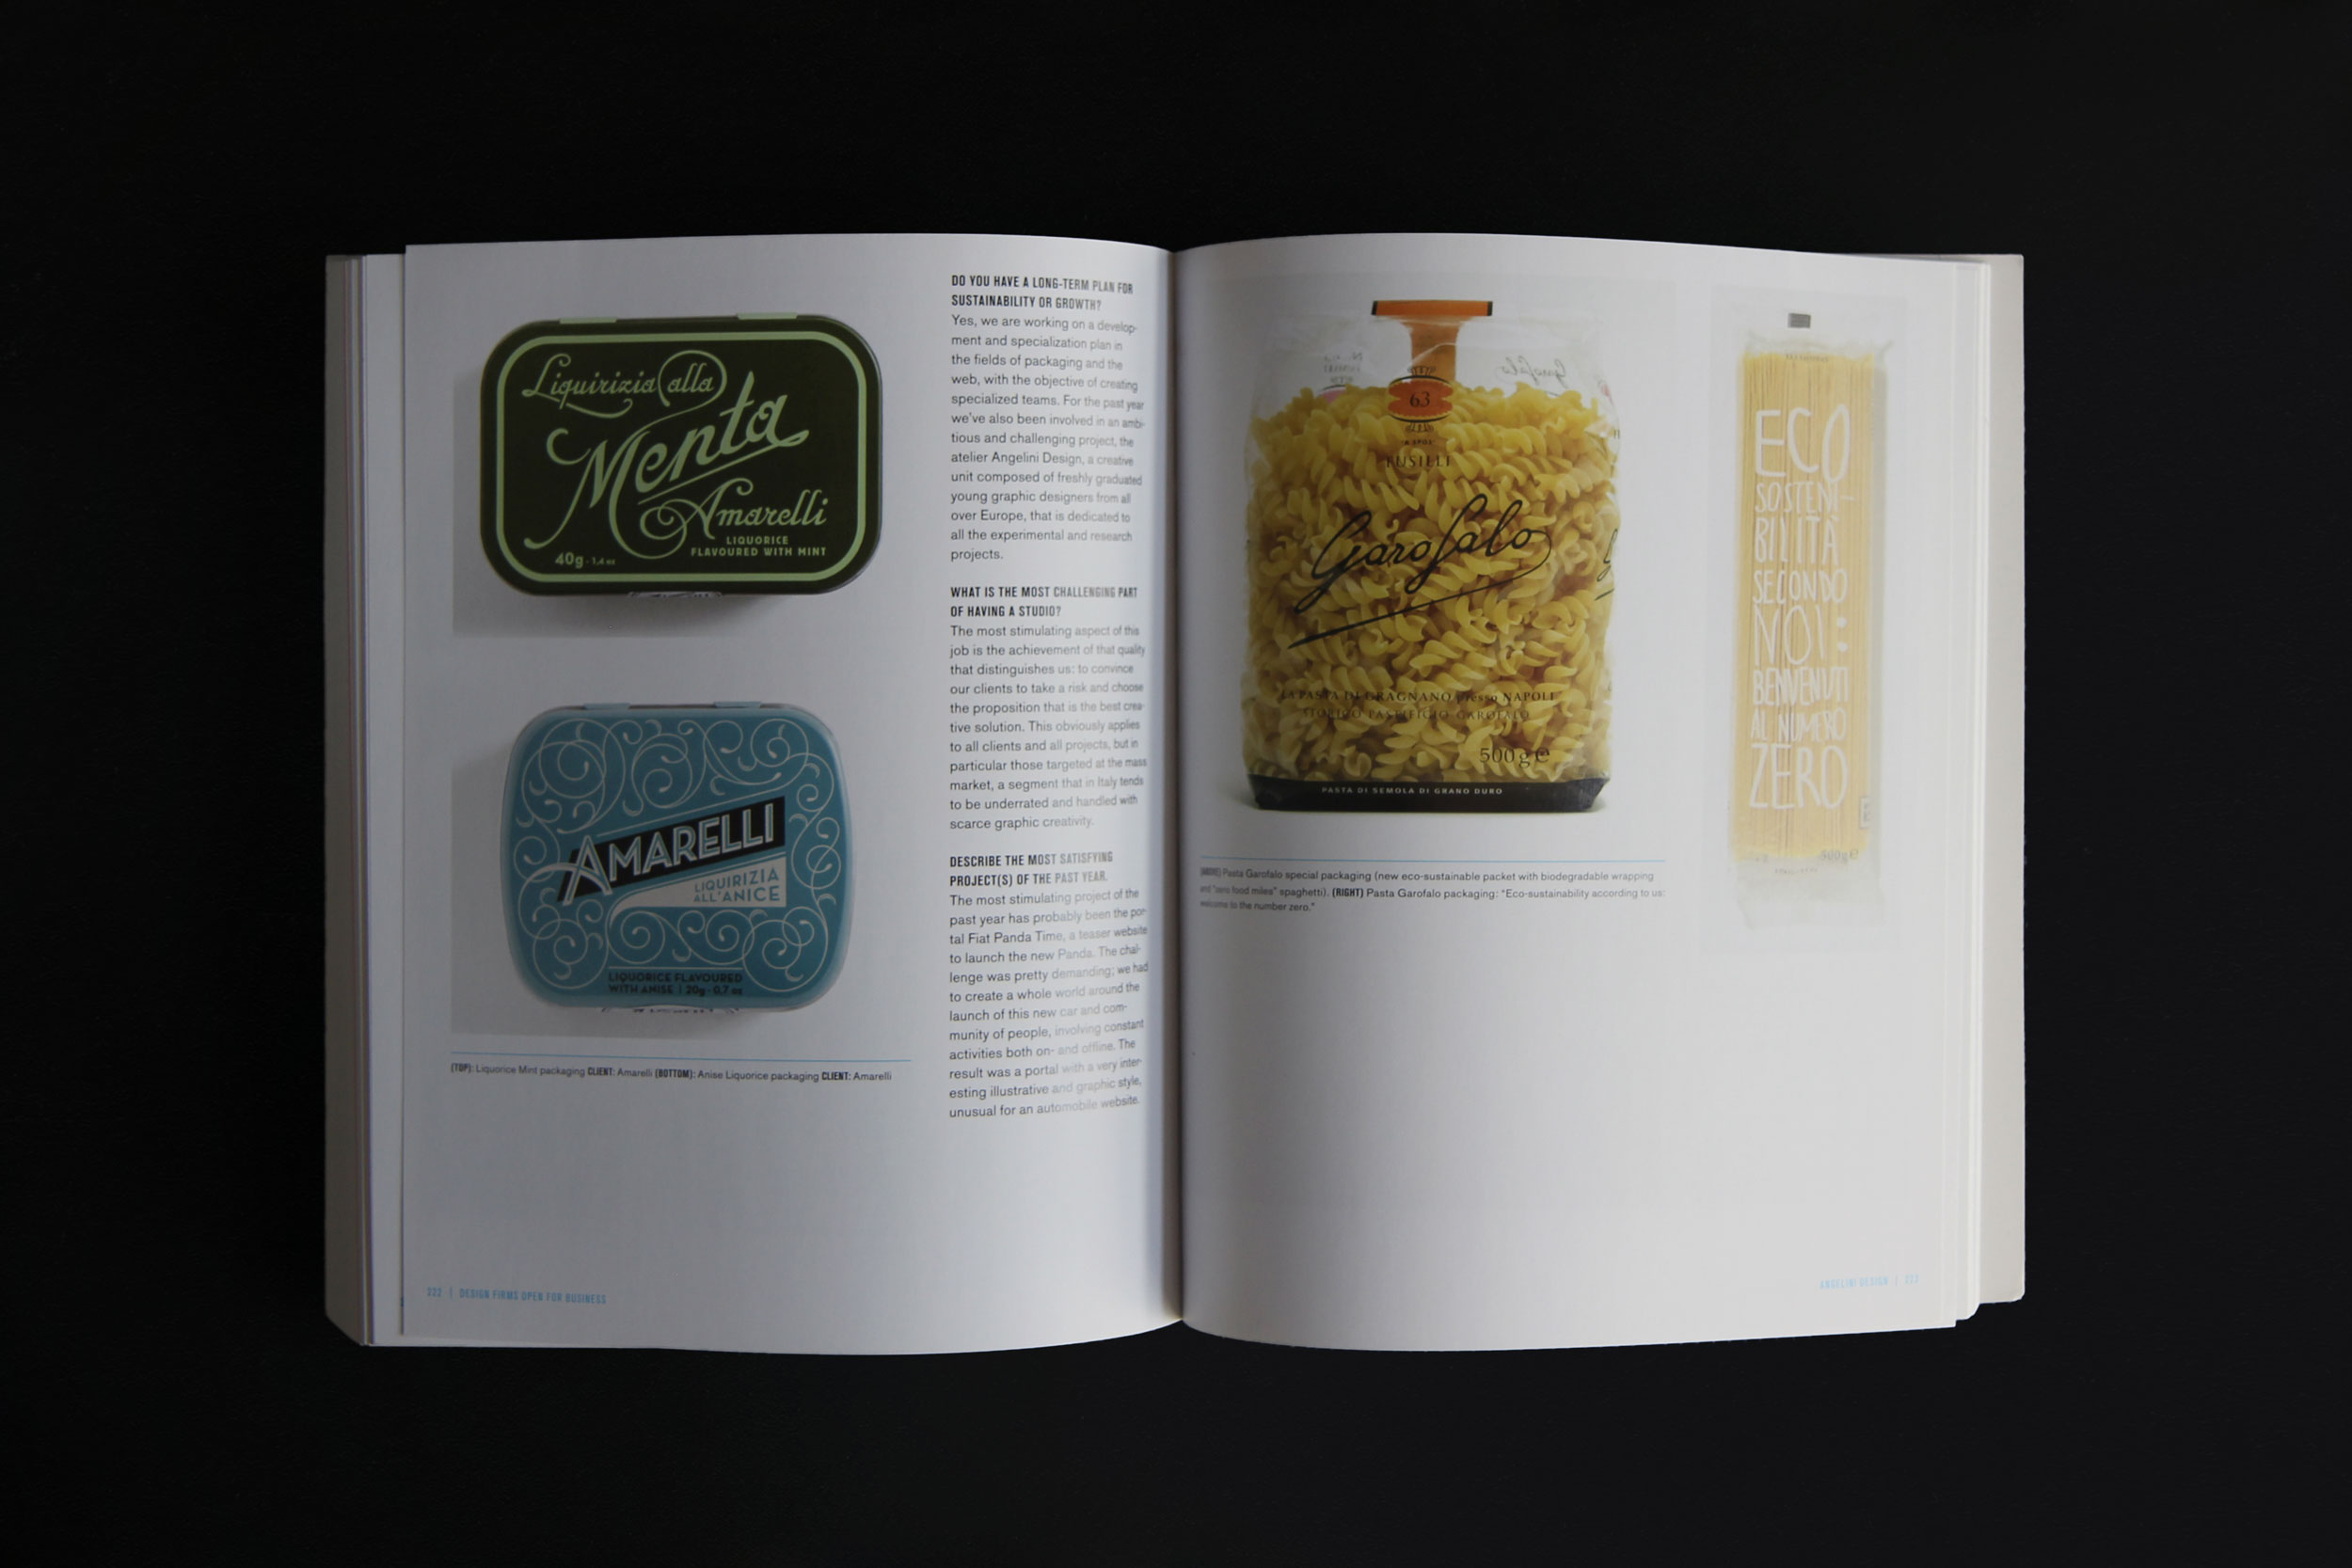 Liquirizia alla
Menta
Amarelli
LIQUORICE
FLAVOURED WITH MINT
40g - 1,4 oz
AMARELLI
LIQUIRIZIA
ALL'ANICE
LIQUORICE FLAVOURED
WITH ANISE | 20g - 0,7 oz
(TOP): Liquorice Mint packaging CLIENT: Amarelli (BOTTOM): Anise Liquorice packaging CLIENT: Amarelli
DO YOU HAVE A LONG-TERM PLAN FOR
SUSTAINABILITY OR GROWTH?
Yes, we are working on a develop-
ment and specialization plan in
the fields of packaging and the
web, with the objective of creating
specialized teams. For the past year
we've also been involved in an ambi-
tious and challenging project, the
atelier Angelini Design, a creative
unit composed of freshly graduated
young graphic designers from all
over Europe, that is dedicated to
all the experimental and research
projects.
WHAT IS THE MOST CHALLENGING PART
OF HAVING A STUDIO?
The most stimulating aspect of this
job is the achievement of that quality
that distinguishes us: to convince
our clients to take a risk and choose
the proposition that is the best crea-
tive solution. This obviously applies
to all clients and all projects, but in
particular those targeted at the mass
market, a segment that in Italy tends
to be underrated and handled with
scarce graphic creativity.
DESCRIBE THE MOST SATISFYING
PROJECT(S) OF THE PAST YEAR.
The most stimulating project of the
past year has probably been the por-
tal Fiat Panda Time, a teaser website
to launch the new Panda. The chal-
lenge was pretty demanding; we had
to create a whole world around the
launch of this new car and com-
munity of people, involving constant
activities both on- and offline. The
result was a portal with a very inter-
esting illustrative and graphic style,
unusual for an automobile website.
222 | DESIGN FIRMS OPEN FOR BUSINESS
63
FUSILLI
Garofalo
LA PASTA DI GRAGNANO presso NAPOLI
STORICO PASTIFICIO GAROFALO
500 g e
PASTA DI SEMOLA DI GRANO DURO
ECO
SOSTENI-
BILITÀ
SECONDO
NOI:
BENVENUTI
AL NUMERO
ZERO
500g e
Pasta Garofalo special packaging (new eco-sustainable packet with biodegradable wrapping
and "zero food miles" spaghetti). (RIGHT) Pasta Garofalo packaging: "Eco-sustainability according to us:
welcome to the number zero."
ANGELINI DESIGN |